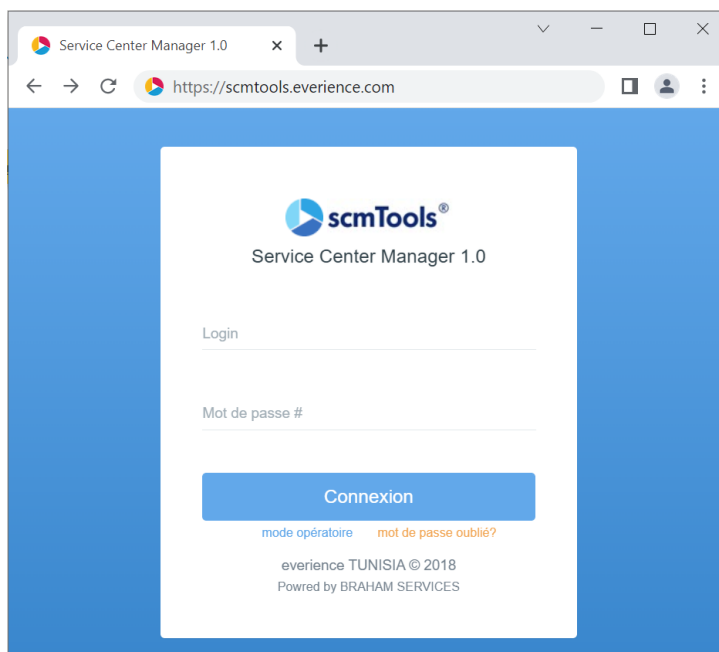 Service Center Manager 1.0
https://scmtools.everience.com
scmTools®
Service Center Manager 1.0
Login
Mot de passe #
Connexion
mode opératoire mot de passe oublié?
everience TUNISIA © 2018
Powred by BRAHAM SERVICES